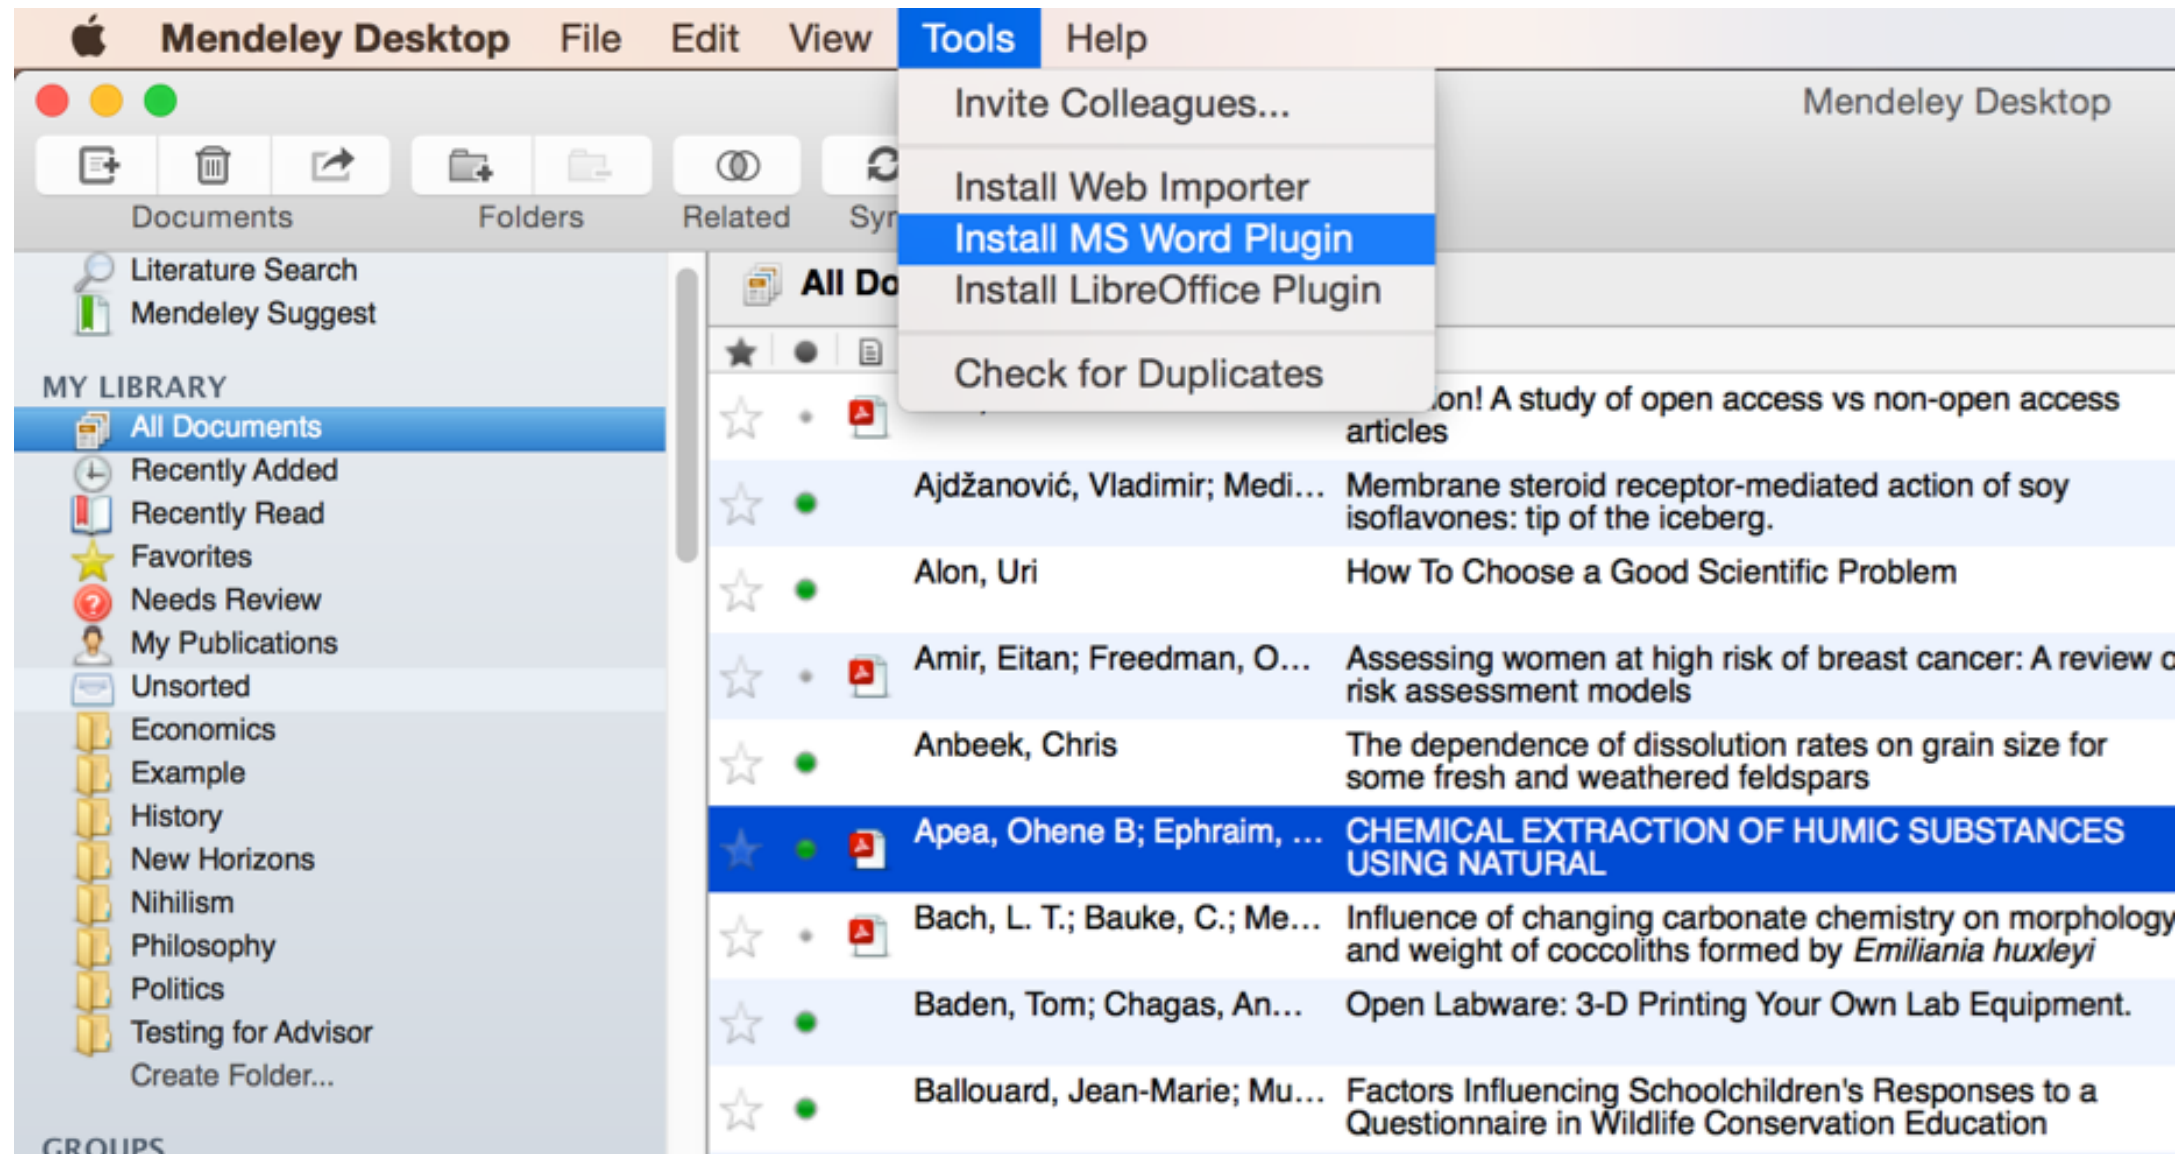 Mendeley Desktop File Edit View Tools Help
Mendeley Desktop
Invite Colleagues...
Install Web Importer
Install MS Word Plugin
Install LibreOffice Plugin
Check for Duplicates
Documents Folders Related
Literature Search
Mendeley Suggest
MY LIBRARY
All Documents
Recently Added
Recently Read
Favorites
Needs Review
My Publications
Unsorted
Economics
Example
History
New Horizons
Nihilism
Philosophy
Politics
Testing for Advisor
Create Folder...
GROUPS
All Do
on! A study of open access vs non-open access
articles
Ajdžanović, Vladimir; Medi... Membrane steroid receptor-mediated action of soy
isoflavones: tip of the iceberg.
Alon, Uri How To Choose a Good Scientific Problem
Amir, Eitan; Freedman, O... Assessing women at high risk of breast cancer: A review o
risk assessment models
Anbeek, Chris The dependence of dissolution rates on grain size for
some fresh and weathered feldspars
Apea, Ohene B; Ephraim, ... CHEMICAL EXTRACTION OF HUMIC SUBSTANCES
USING NATURAL
Bach, L. T.; Bauke, C.; Me... Influence of changing carbonate chemistry on morphology
and weight of coccoliths formed by Emiliania huxleyi
Baden, Tom; Chagas, An... Open Labware: 3-D Printing Your Own Lab Equipment.
Ballouard, Jean-Marie; Mu... Factors Influencing Schoolchildren's Responses to a
Questionnaire in Wildlife Conservation Education